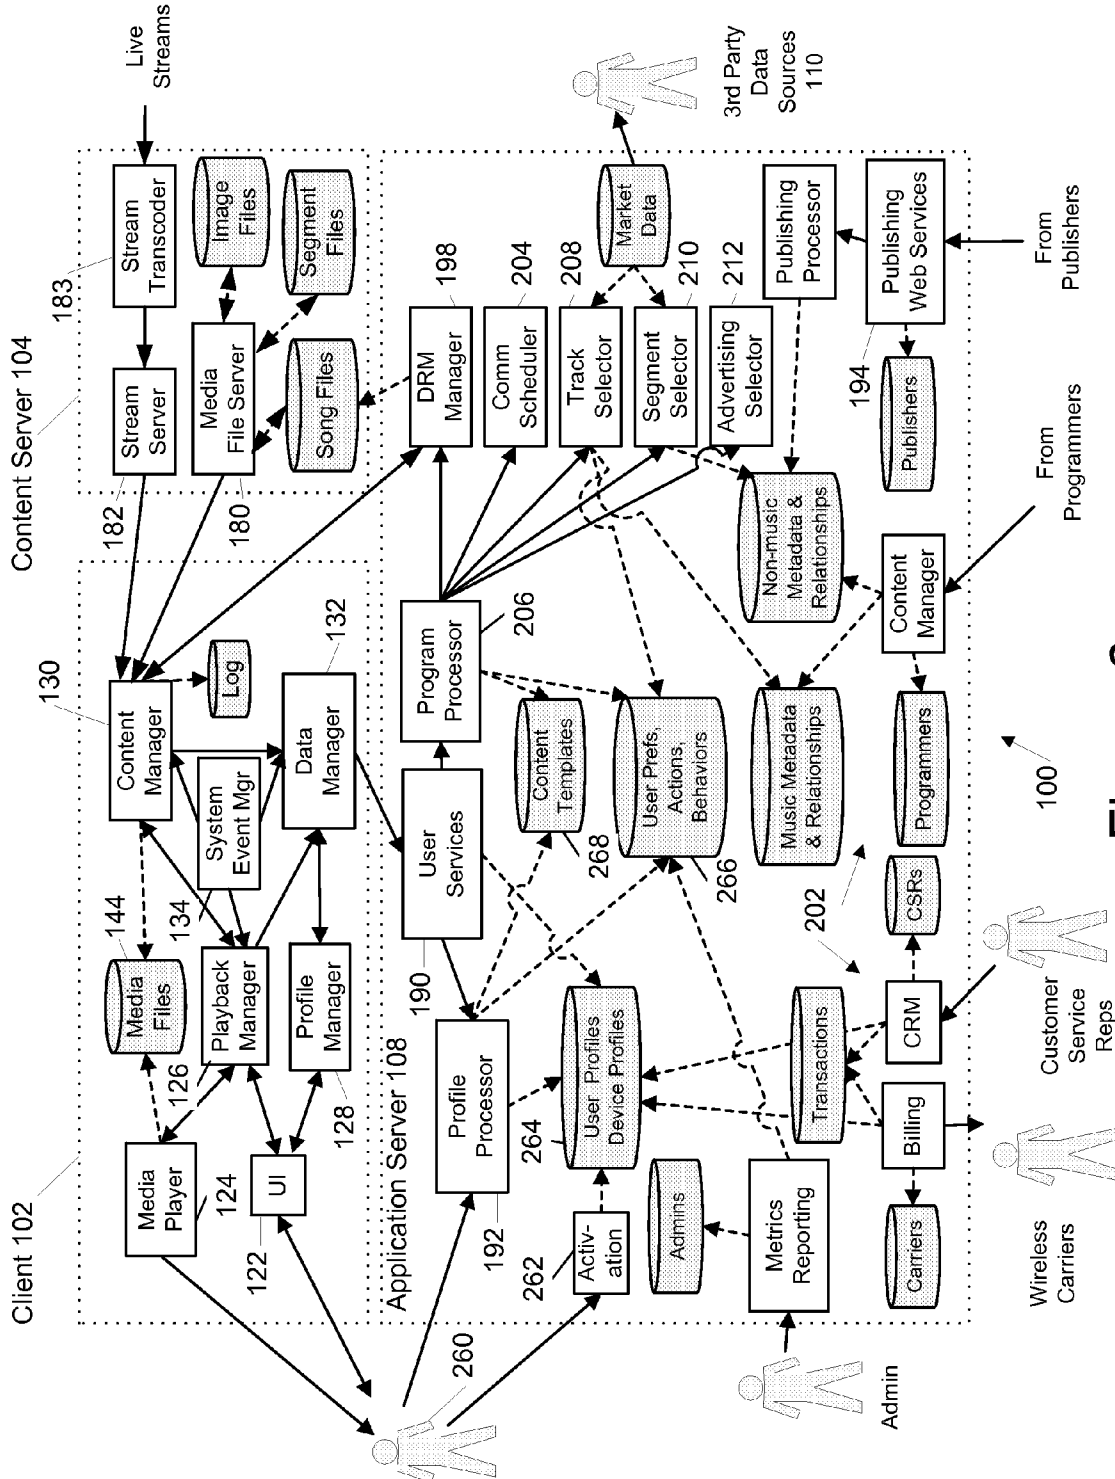 Client 102
Content Server 104
130
183
Media
Player
124
UI
122
126
144
Media
Files
134
Playback
Manager
Profile
Manager
128
Content
Manager
System
Event Mgr
Log
Data
Manager
132
182
Stream
Server
Stream
Transcoder
Live
Streams
Media
File Server
180
Image
Files
Segment
Files
Song Files
Application Server 108
260
Profile
Processor
192
190
User
Services
Program
Processor
206
DRM
Manager
198
Comm
Scheduler
204
Track
Selector
208
Segment
Selector
210
Advertising
Selector
212
Market
Data
3rd Party
Data
Sources
110
262
Activ-
ation
264
User Profiles
Device Profiles
Content
Templates
268
User Prefs,
Actions,
Behaviors
266
Music Metadata
& Relationships
Non-music
Metadata &
Relationships
Publishing
Processor
Admins
Metrics
Reporting
Transactions
202
194
Publishing
Web Services
Publishers
Carriers
Billing
CRM
CSRs
Programmers
Content
Manager
Admin
Wireless
Carriers
Customer
Service
Reps
100
From
Programmers
From
Publishers